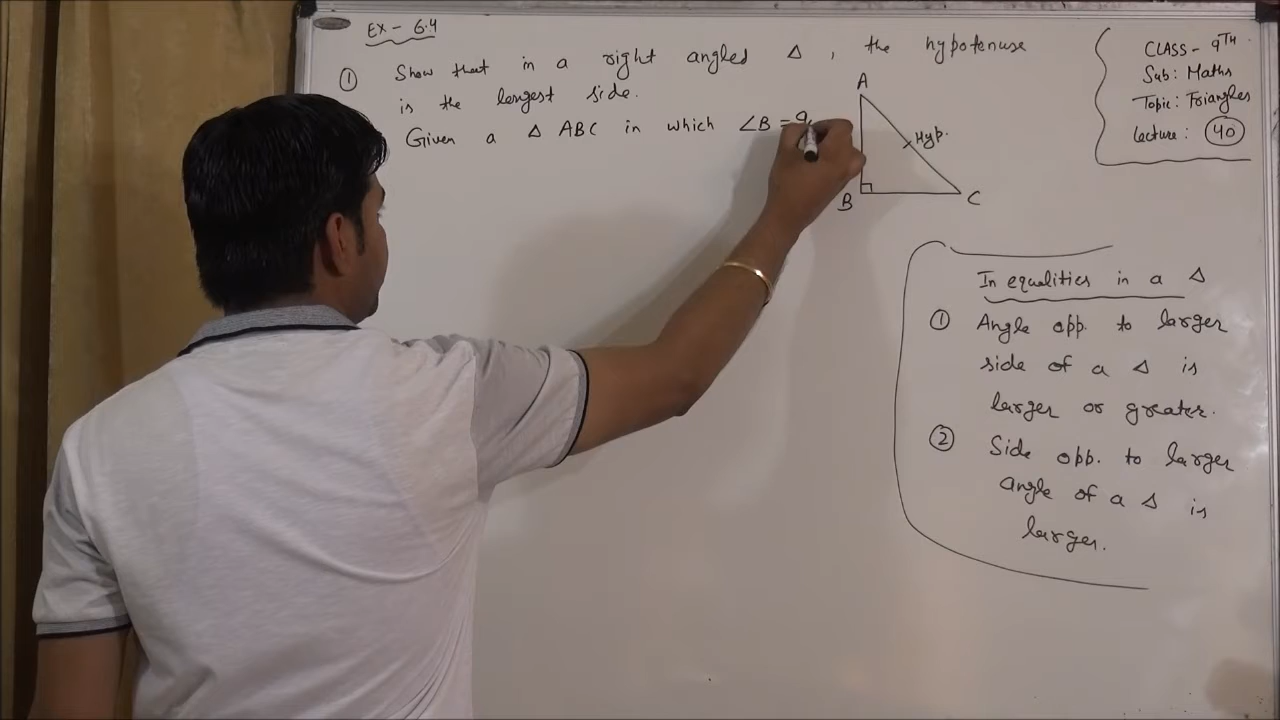 EX - 6.4
① Show that in a right angled Δ, the hypotenuse
is the longest side.
Given a Δ ABC in which ∠B = 9
A
Hyp.
B
C
CLASS - 9TH
Sub: Maths
Topic: Triangles
Lecture: 40
In equalities in a Δ
① Angle opp. to larger
side of a Δ is
larger or greater.
② Side opp. to larger
angle of a Δ is
larger.